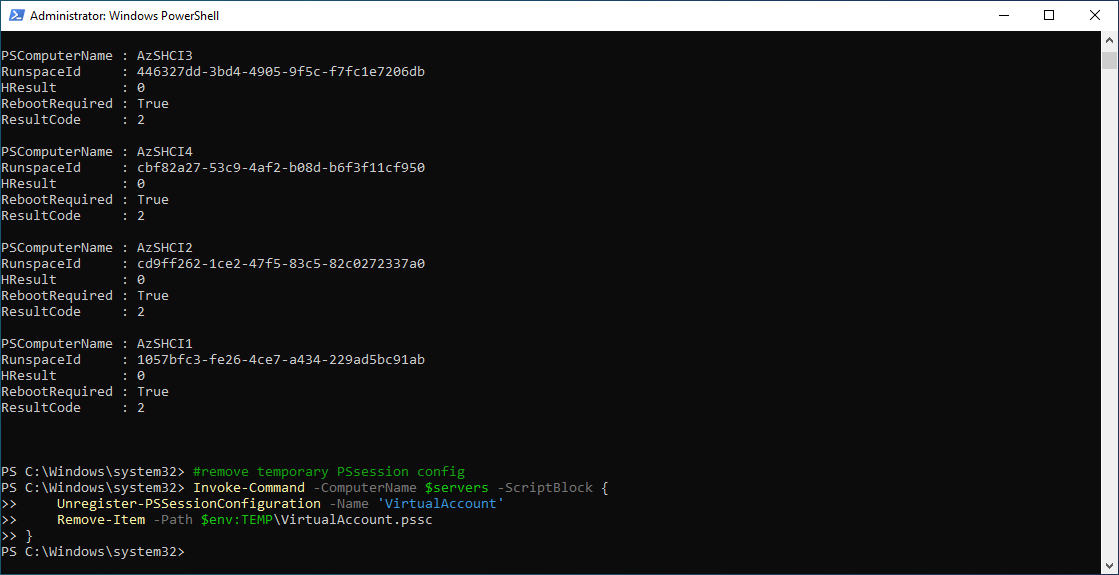 Administrator: Windows PowerShell
PSComputerName : AzSHCI3
RunspaceId     : 446327dd-3bd4-4905-9f5c-f7fc1e7206db
HResult        : 0
RebootRequired : True
ResultCode     : 2
PSComputerName : AzSHCI4
RunspaceId     : cbf82a27-53c9-4af2-b08d-b6f3f11cf950
HResult        : 0
RebootRequired : True
ResultCode     : 2
PSComputerName : AzSHCI2
RunspaceId     : cd9ff262-1ce2-47f5-83c5-82c0272337a0
HResult        : 0
RebootRequired : True
ResultCode     : 2
PSComputerName : AzSHCI1
RunspaceId     : 1057bfc3-fe26-4ce7-a434-229ad5bc91ab
HResult        : 0
RebootRequired : True
ResultCode     : 2
PS C:\Windows\system32> #remove temporary PSsession config
PS C:\Windows\system32> Invoke-Command -ComputerName $servers -ScriptBlock {
>>     Unregister-PSSessionConfiguration -Name 'VirtualAccount'
>>     Remove-Item -Path $env:TEMP\VirtualAccount.pssc
>> }
PS C:\Windows\system32>